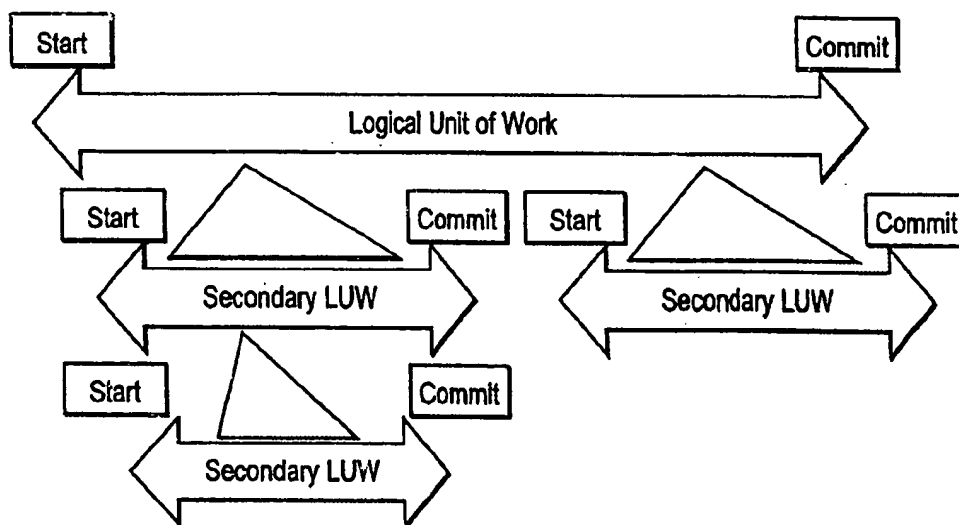 Start
Commit
Logical Unit of Work
Start
Commit
Start
Commit
Secondary LUW
Secondary LUW
Start
Commit
Secondary LUW